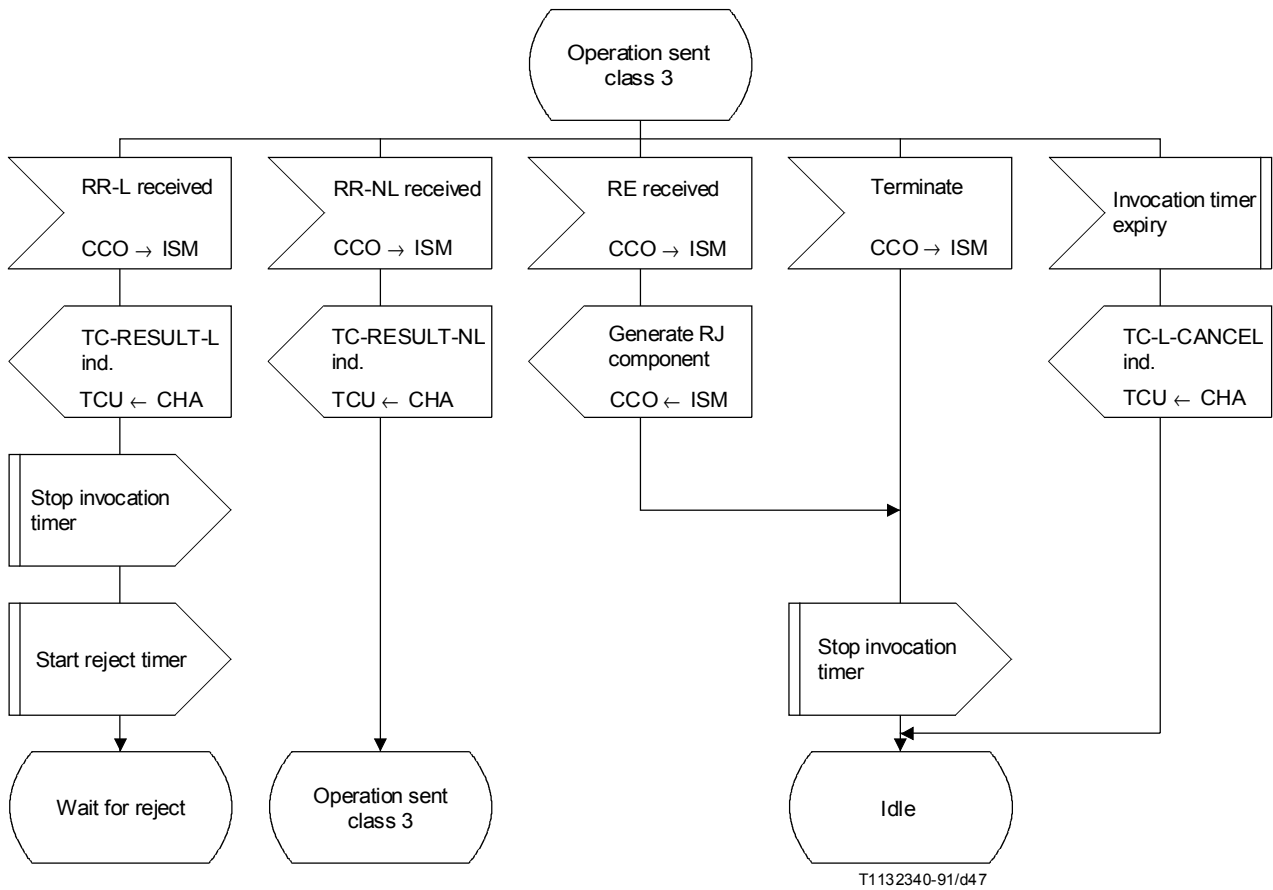 Operation sent
class 3
RR-L received
CCO → ISM
RR-NL received
CCO → ISM
RE received
CCO → ISM
Terminate
CCO → ISM
Invocation timer
expiry
TC-RESULT-L
ind.
TCU ← CHA
TC-RESULT-NL
ind.
TCU ← CHA
Generate RJ
component
CCO ← ISM
TC-L-CANCEL
ind.
TCU ← CHA
Stop invocation
timer
Start reject timer
Stop invocation
timer
Wait for reject
Operation sent
class 3
Idle
T1132340-91/d47